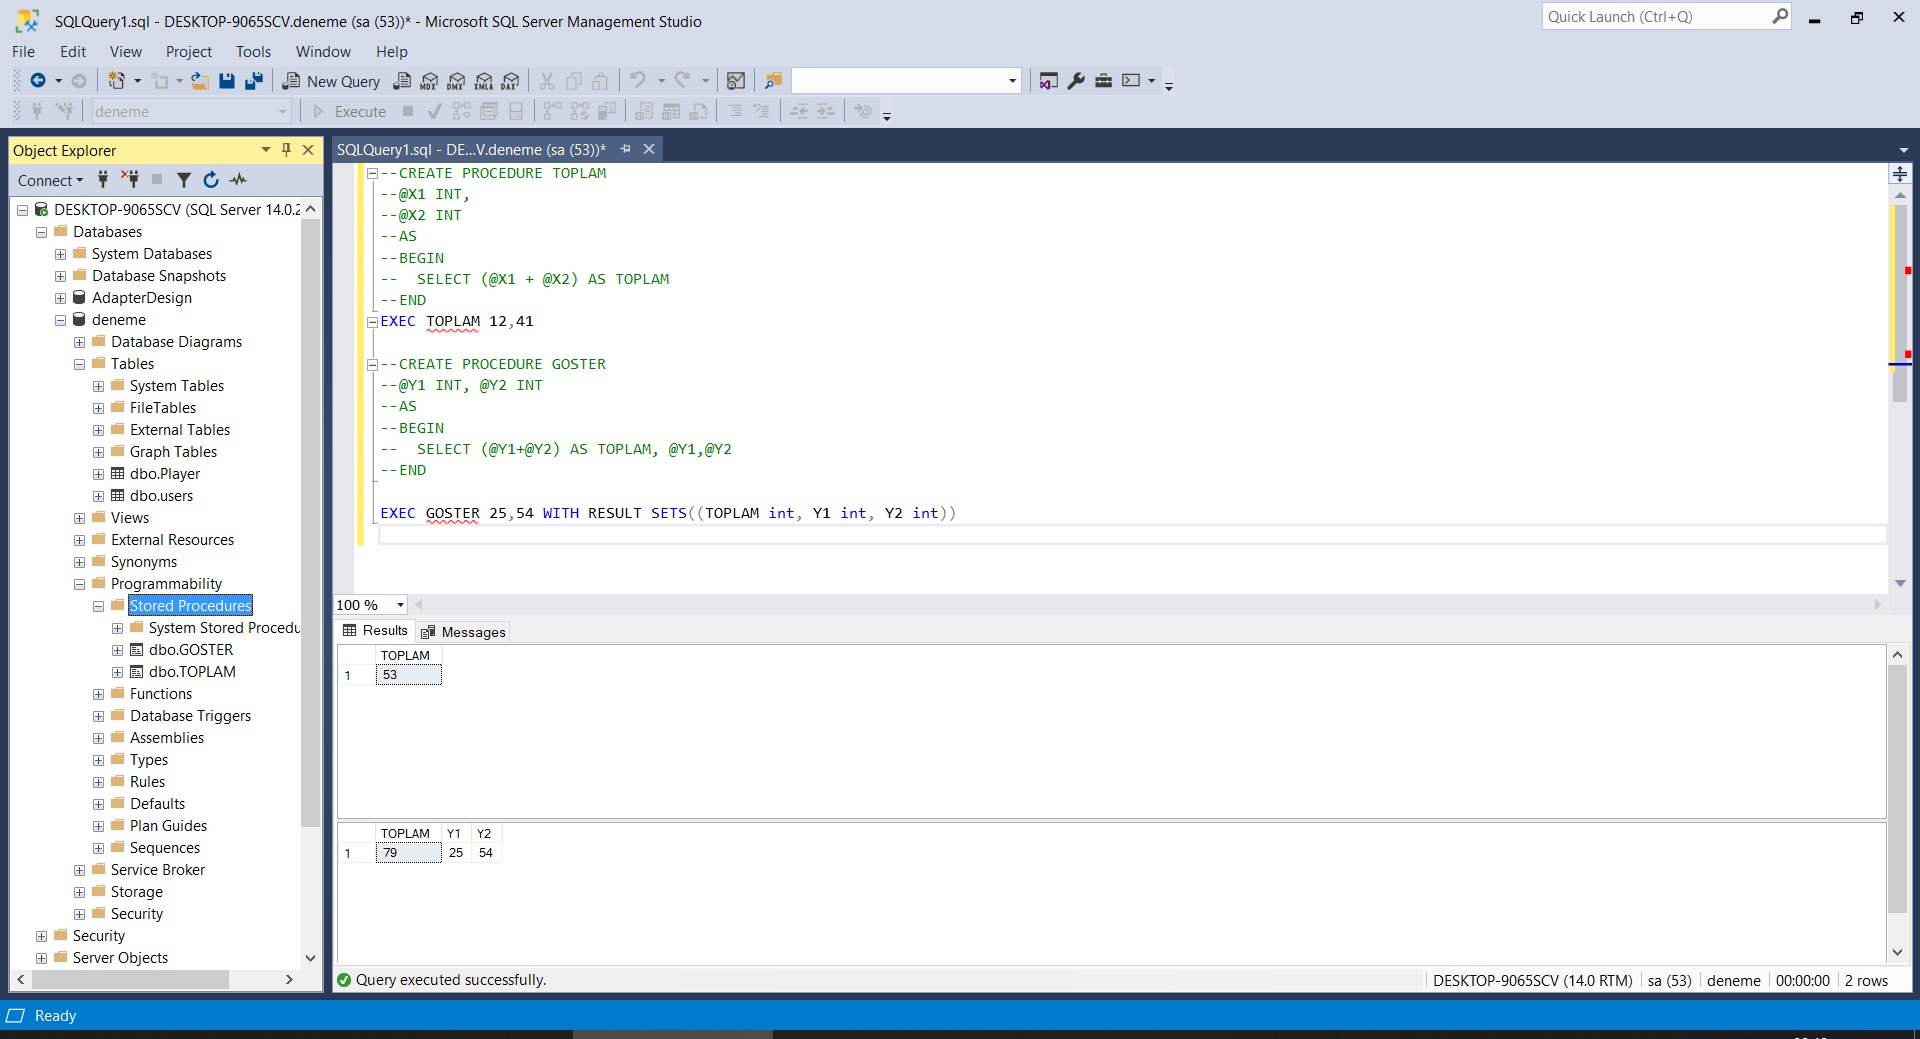 SQLQuery1.sql - DESKTOP-9065SCV.deneme (sa (53))* - Microsoft SQL Server Management Studio
Quick Launch (Ctrl+Q)
File Edit View Project Tools Window Help
New Query MDX DMX XMLA DAX
deneme Execute
Object Explorer
Connect
DESKTOP-9065SCV (SQL Server 14.0.2
Databases
System Databases
Database Snapshots
AdapterDesign
deneme
Database Diagrams
Tables
System Tables
FileTables
External Tables
Graph Tables
dbo.Player
dbo.users
Views
External Resources
Synonyms
Programmability
Stored Procedures
System Stored Procedu
dbo.GOSTER
dbo.TOPLAM
Functions
Database Triggers
Assemblies
Types
Rules
Defaults
Plan Guides
Sequences
Service Broker
Storage
Security
Security
Server Objects
SQLQuery1.sql - DE...V.deneme (sa (53))*
--CREATE PROCEDURE TOPLAM
--@X1 INT,
--@X2 INT
--AS
--BEGIN
--  SELECT (@X1 + @X2) AS TOPLAM
--END
EXEC TOPLAM 12,41
--CREATE PROCEDURE GOSTER
--@Y1 INT, @Y2 INT
--AS
--BEGIN
--  SELECT (@Y1+@Y2) AS TOPLAM, @Y1,@Y2
--END
EXEC GOSTER 25,54 WITH RESULT SETS((TOPLAM int, Y1 int, Y2 int))
100 %
Results Messages
TOPLAM
1 53
TOPLAM Y1 Y2
1 79 25 54
Query executed successfully.
DESKTOP-9065SCV (14.0 RTM) sa (53) deneme 00:00:00 2 rows
Ready